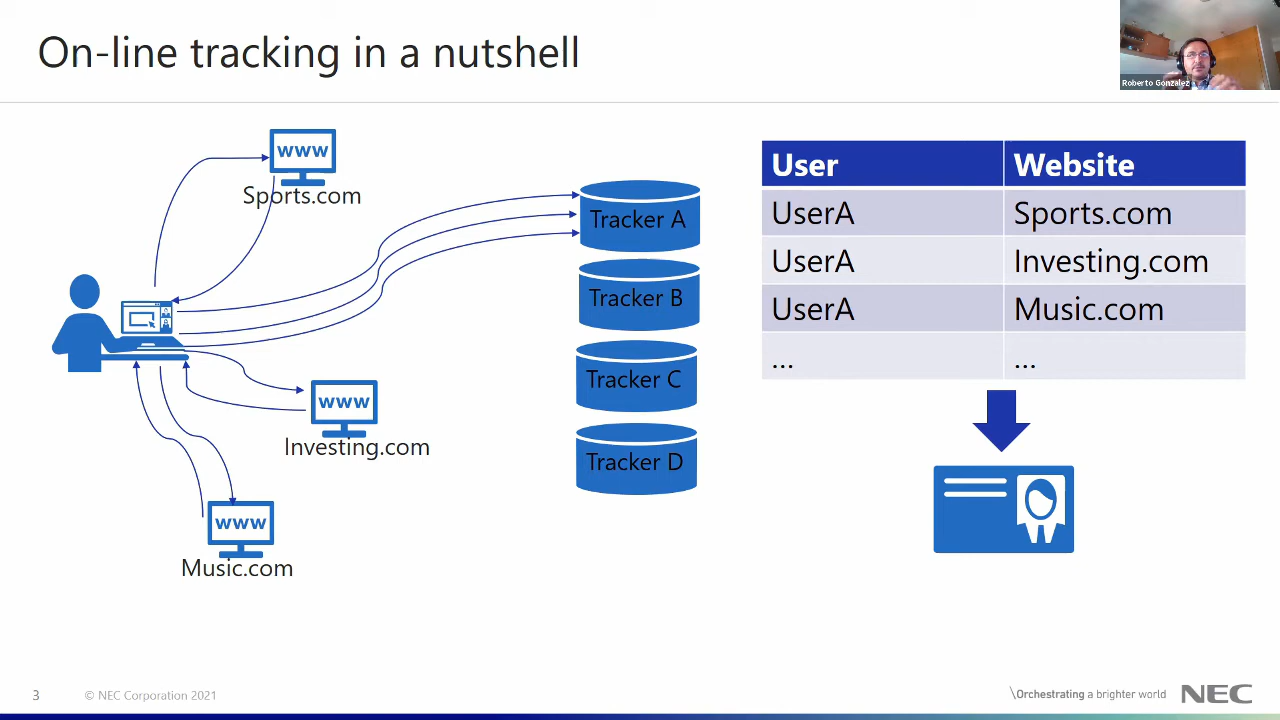 On-line tracking in a nutshell
Roberto Gonzalez
www
Sports.com
Tracker A
Tracker B
Tracker C
Tracker D
www
Investing.com
www
Music.com
User Website
UserA Sports.com
UserA Investing.com
UserA Music.com
... ...
3 © NEC Corporation 2021
\Orchestrating a brighter world NEC